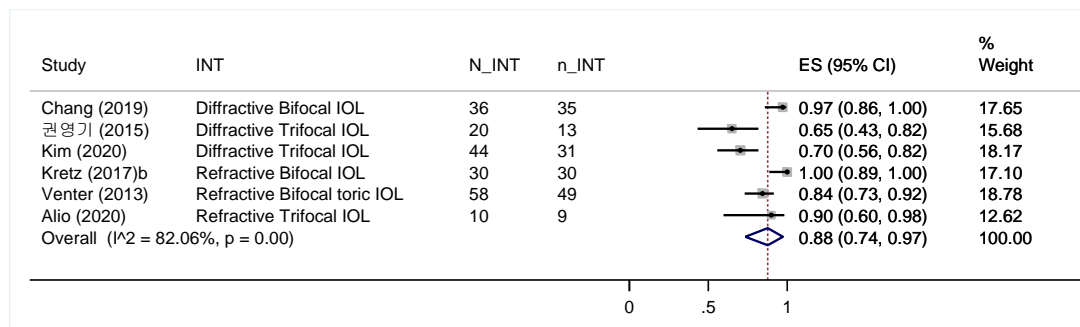 %
Study INT N_INT n_INT ES (95% CI) Weight
Chang (2019) Diffractive Bifocal IOL 36 35 0.97 (0.86, 1.00) 17.65
권영기 (2015) Diffractive Trifocal IOL 20 13 0.65 (0.43, 0.82) 15.68
Kim (2020) Diffractive Trifocal IOL 44 31 0.70 (0.56, 0.82) 18.17
Kretz (2017)b Refractive Bifocal IOL 30 30 1.00 (0.89, 1.00) 17.10
Venter (2013) Refractive Bifocal toric IOL 58 49 0.84 (0.73, 0.92) 18.78
Alio (2020) Refractive Trifocal IOL 10 9 0.90 (0.60, 0.98) 12.62
Overall (I^2 = 82.06%, p = 0.00) 0.88 (0.74, 0.97) 100.00
0 .5 1